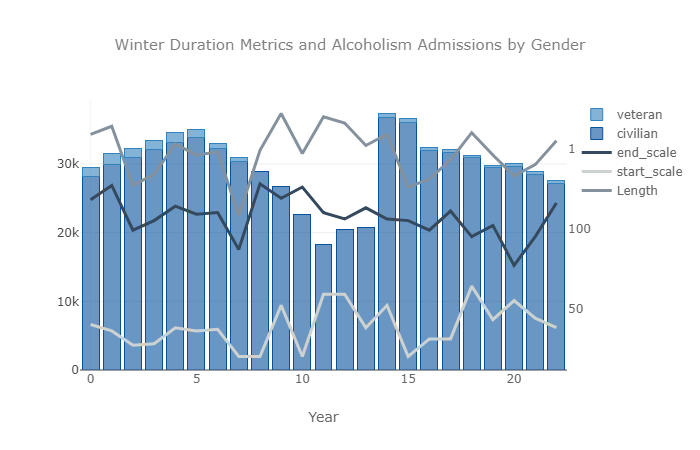 Winter Duration Metrics and Alcoholism Admissions by Gender
veteran
civilian
end_scale
start_scale
Length
30k
20k
10k
0
1
100
50
0
5
10
15
20
Year